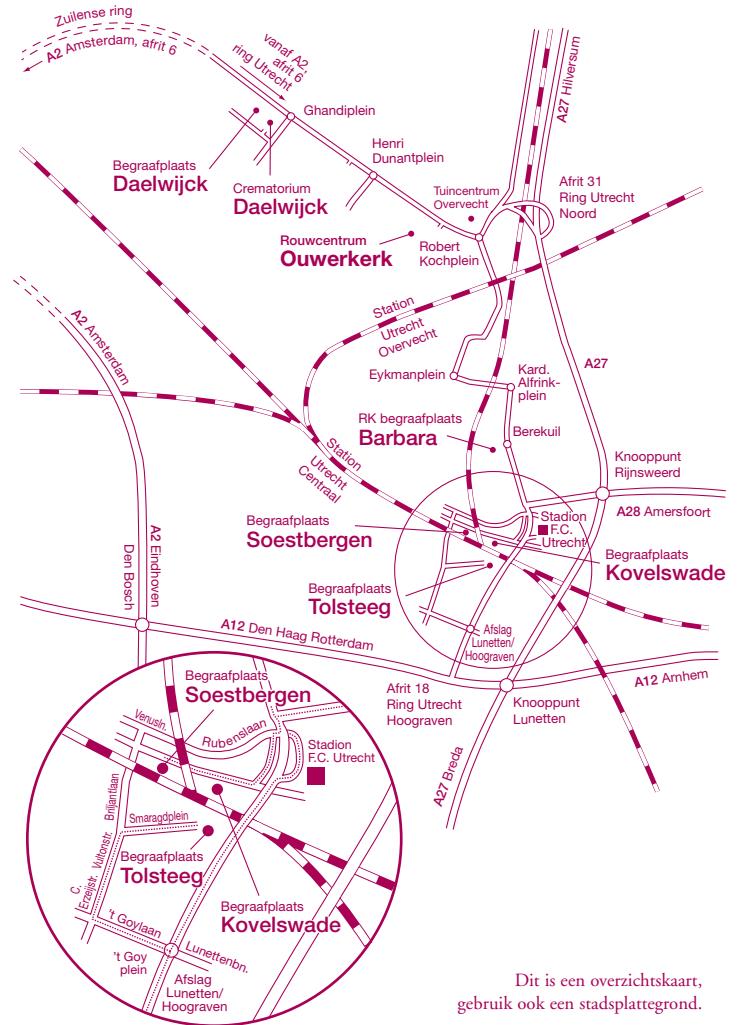 Zuilense ring
A2 Amsterdam, afrit 6
vanaf A2,
afrit 6
ring Utrecht
Ghandiplein
Henri
Dunantplein
Begraafplaats
Daelwijck
Crematorium
Daelwijck
Tuincentrum
Overvecht
A27 Hilversum
Afrit 31
Ring Utrecht
Noord
Rouwcentrum
Ouwerkerk
Robert
Kochplein
A2 Amsterdam
Station
Utrecht
Overvecht
A27
Eykmanplein
Kard.
Alfrink-
plein
RK begraafplaats
Barbara
Berekuil
Station
Utrecht
Centraal
Knooppunt
Rijnsweerd
A28 Amersfoort
Begraafplaats
Soestbergen
Stadion
F.C.
Utrecht
Begraafplaats
Kovelswade
A2 Eindhoven
Den Bosch
Begraafplaats
Tolsteeg
A12 Den Haag Rotterdam
Afslag
Lunetten/
Hoograven
Afrit 18
Ring Utrecht
Hoograven
Knooppunt
Lunetten
A12 Arnhem
A27 Breda
Begraafplaats
Soestbergen
Venusln.
Rubenslaan
Stadion
F.C. Utrecht
Briljantlaan
Smaragdplein
Vultonstr.
Begraafplaats
Tolsteeg
C.
Erzeijstr.
Begraafplaats
Kovelswade
't Goylaan
't Goy
plein
Lunettenbn.
Afslag
Lunetten/
Hoograven
Dit is een overzichtskaart,
gebruik ook een stadsplattegrond.